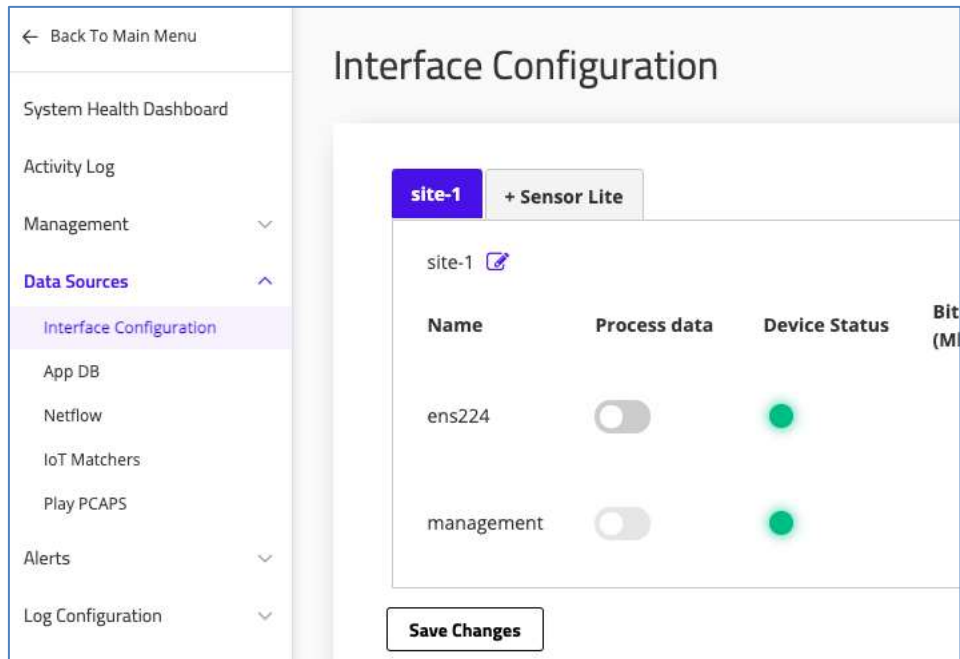 Back To Main Menu
System Health Dashboard
Activity Log
Management
Data Sources
Interface Configuration
App DB
Netflow
IoT Matchers
Play PCAPS
Alerts
Log Configuration
Interface Configuration
site-1
+ Sensor Lite
site-1
Name Process data Device Status
ens224
management
Save Changes